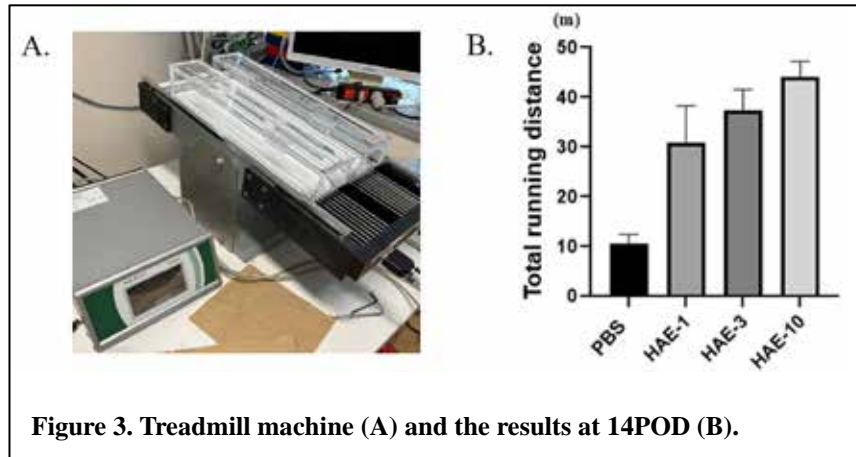 A.
B.
(m)
Total running distance
50
40
30
20
10
0
PBS
HAE-1
HAE-3
HAE-10
Figure 3. Treadmill machine (A) and the results at 14POD (B).